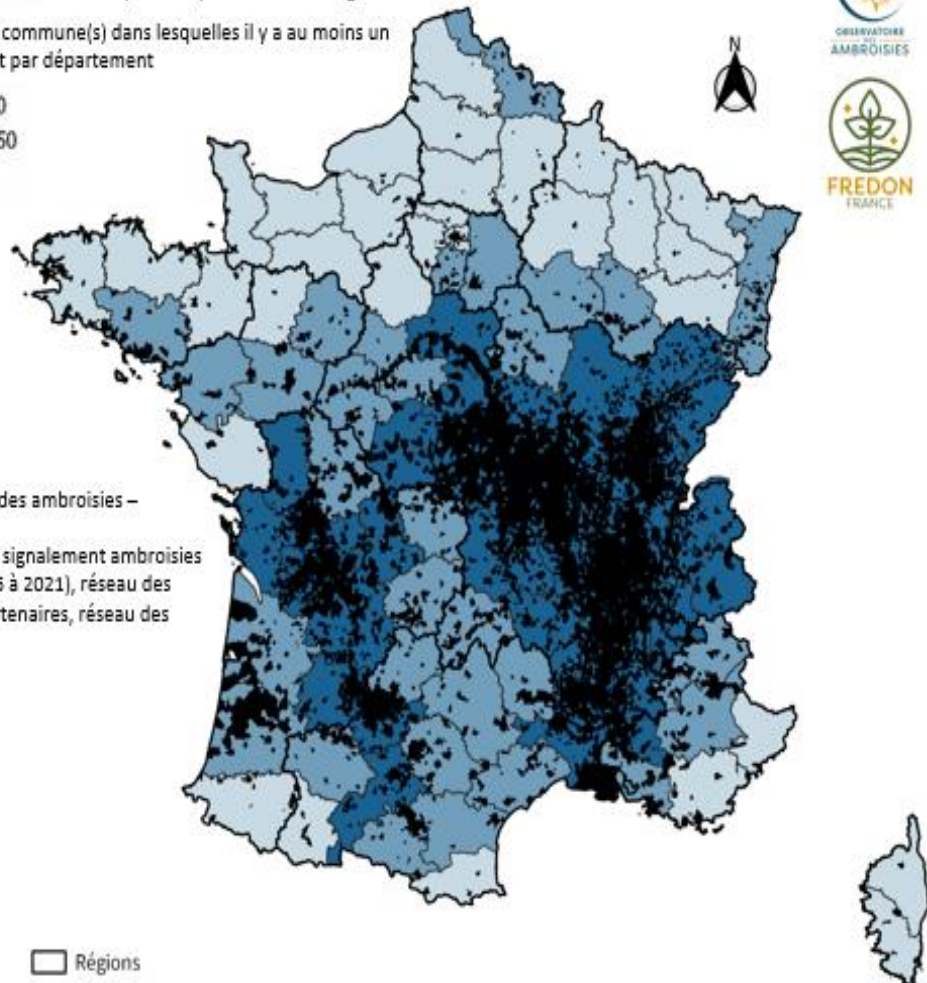 commune(s) dans lesquelles il y a au moins un
t par département
0
50
N
OBSERVATOIRE
DES
AMBROISIES
FREDON
FRANCE
des ambroisies –
signalement ambroisies
à 2021), réseau des
tenaires, réseau des
Régions